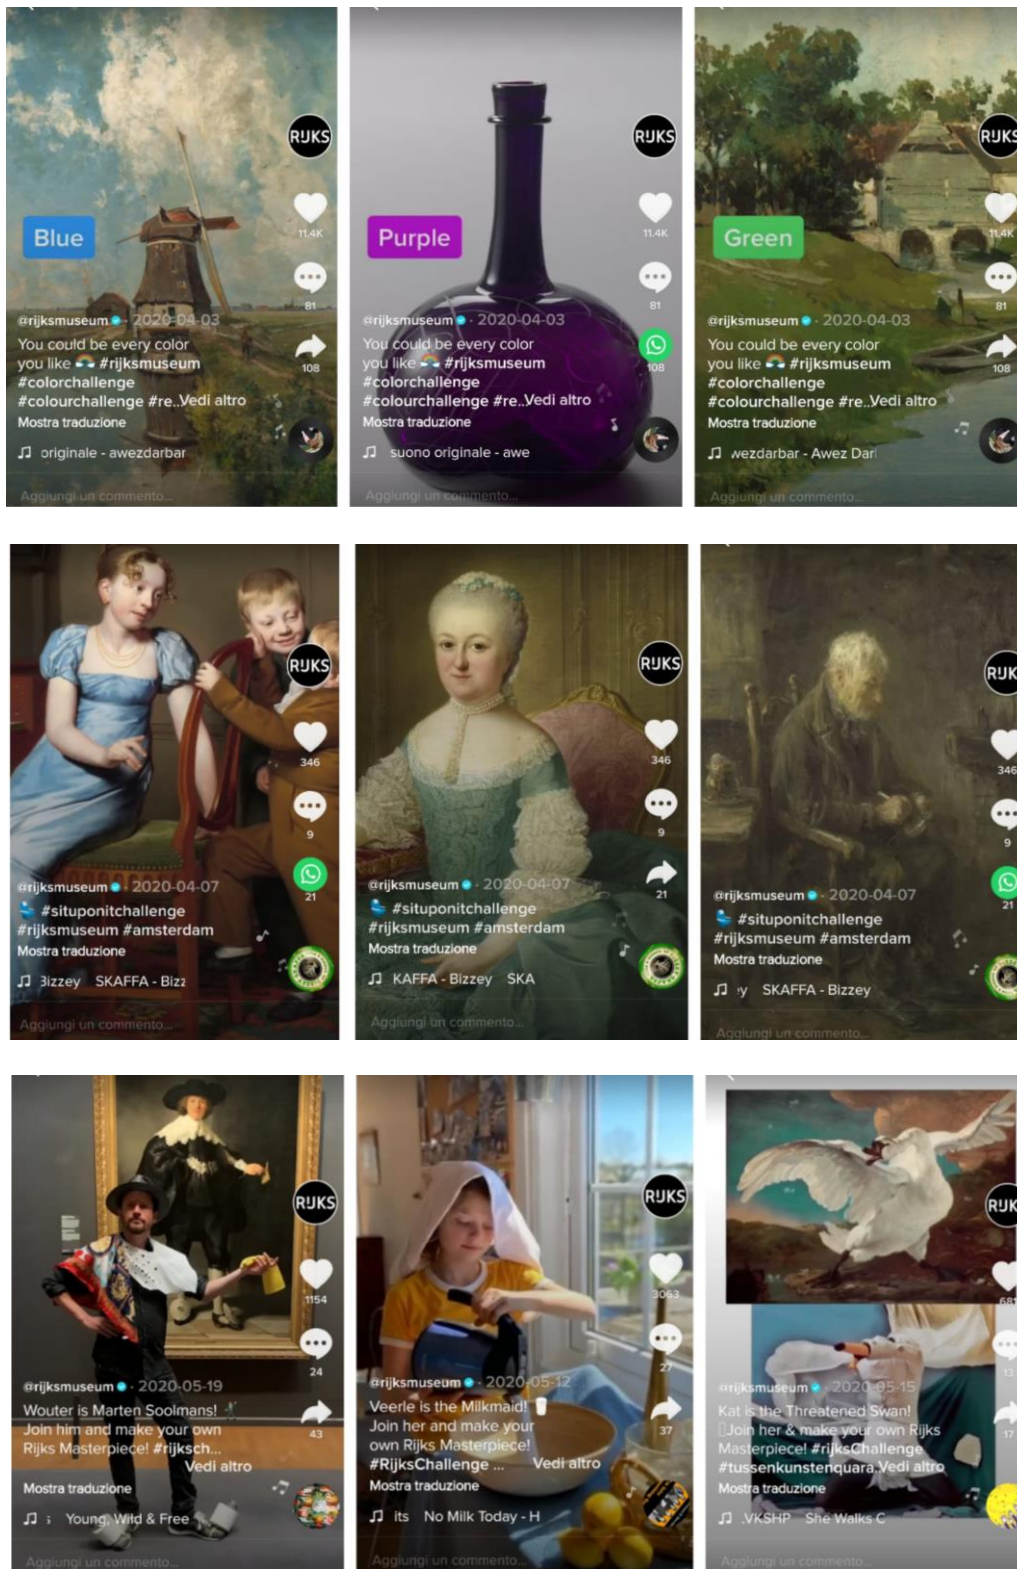 RIJKS
11.4K
Blue
81
@rijksmuseum · 2020-04-03
You could be every color
you like #rijksmuseum
108
#colorchallenge
#colourchallenge #re...Vedi altro
Mostra traduzione
originale - awezdarbar
Aggiungi un commento...
RIJKS
11.4K
Purple
81
@rijksmuseum · 2020-04-03
You could be every color
you like #rijksmuseum
108
#colorchallenge
#colourchallenge #re...Vedi altro
Mostra traduzione
suono originale - awe
Aggiungi un commento...
RIJKS
11.4K
Green
81
@rijksmuseum · 2020-04-03
You could be every color
you like #rijksmuseum
108
#colorchallenge
#colourchallenge #re...Vedi altro
Mostra traduzione
wezdarbar - Awez Dar
Aggiungi un commento...
RIJKS
346
9
@rijksmuseum · 2020-04-07
21
#situponitchallenge
#rijksmuseum #amsterdam
Mostra traduzione
Bizzey SKAFFA - Bizz
Aggiungi un commento...
RIJKS
346
9
@rijksmuseum · 2020-04-07
21
#situponitchallenge
#rijksmuseum #amsterdam
Mostra traduzione
KAFFA - Bizzey SKA
Aggiungi un commento...
RIJK
346
9
@rijksmuseum · 2020-04-07
21
#situponitchallenge
#rijksmuseum #amsterdam
Mostra traduzione
ey SKAFFA - Bizzey
Aggiungi un commento...
RIJKS
1154
24
@rijksmuseum · 2020-05-19
Wouter is Marten Soolmans!
Join him and make your own
43
Rijks Masterpiece! #rijksch...
Vedi altro
Mostra traduzione
Young, Wild & Free
Aggiungi un commento...
RIJKS
3063
27
@rijksmuseum · 2020-05-12
Veerle is the Milkmaid!
Join her and make your
37
own Rijks Masterpiece!
#RijksChallenge ... Vedi altro
Mostra traduzione
its No Milk Today - H
Aggiungi un commento...
RIJK
681
13
@rijksmuseum · 2020-05-15
Kat is the Threatened Swan!
Join her & make your own Rijks
17
Masterpiece! #rijksChallenge
#tussenkunstenquara...Vedi altro
Mostra traduzione
.VKSHP She Walks C
Aggiungi un commento...